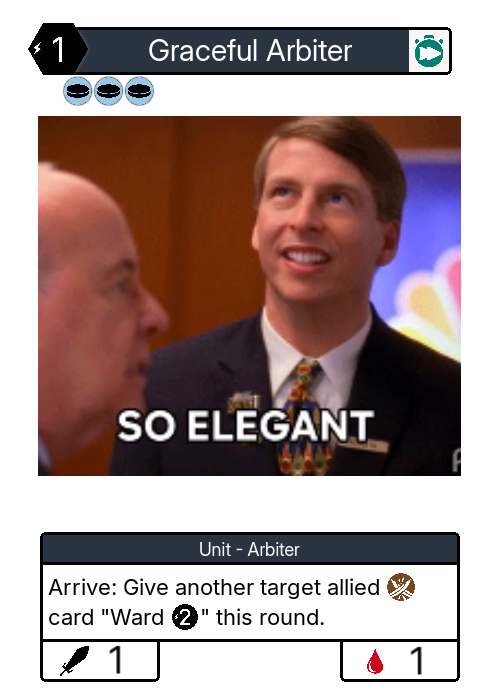 1 Graceful Arbiter
SO ELEGANT
Unit - Arbiter
Arrive: Give another target allied
card "Ward 2" this round.
1 1